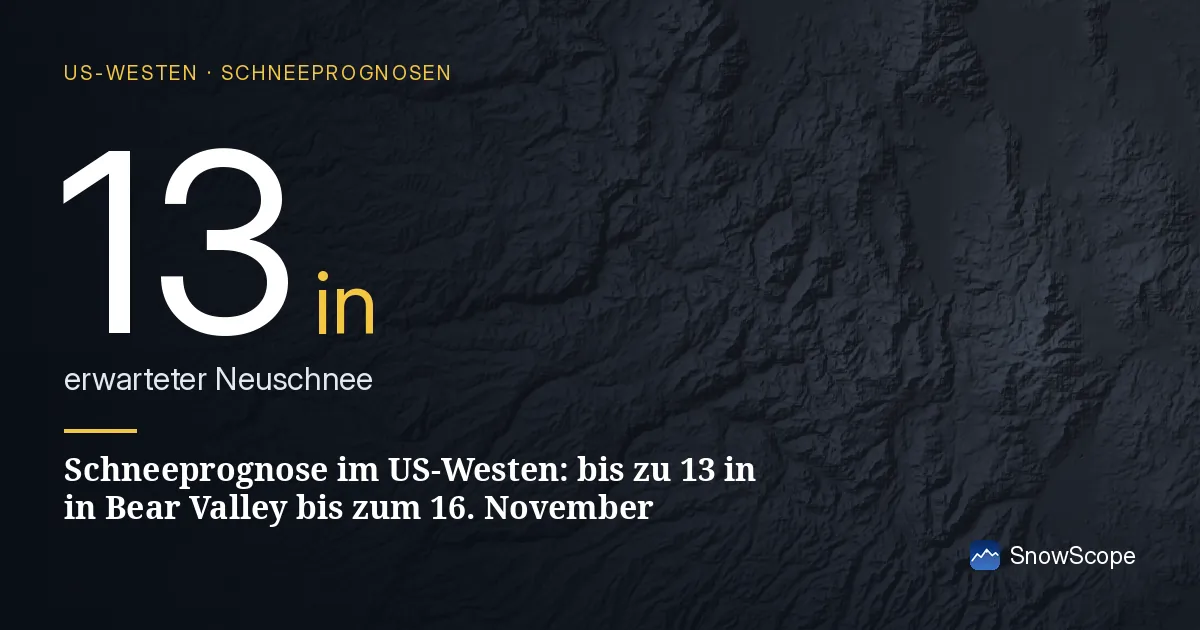 US-WESTEN · SCHNEEPROGNOSEN
13 in
erwarteter Neuschnee
Schneeprognose im US-Westen: bis zu 13 in
in Bear Valley bis zum 16. November
SnowScope